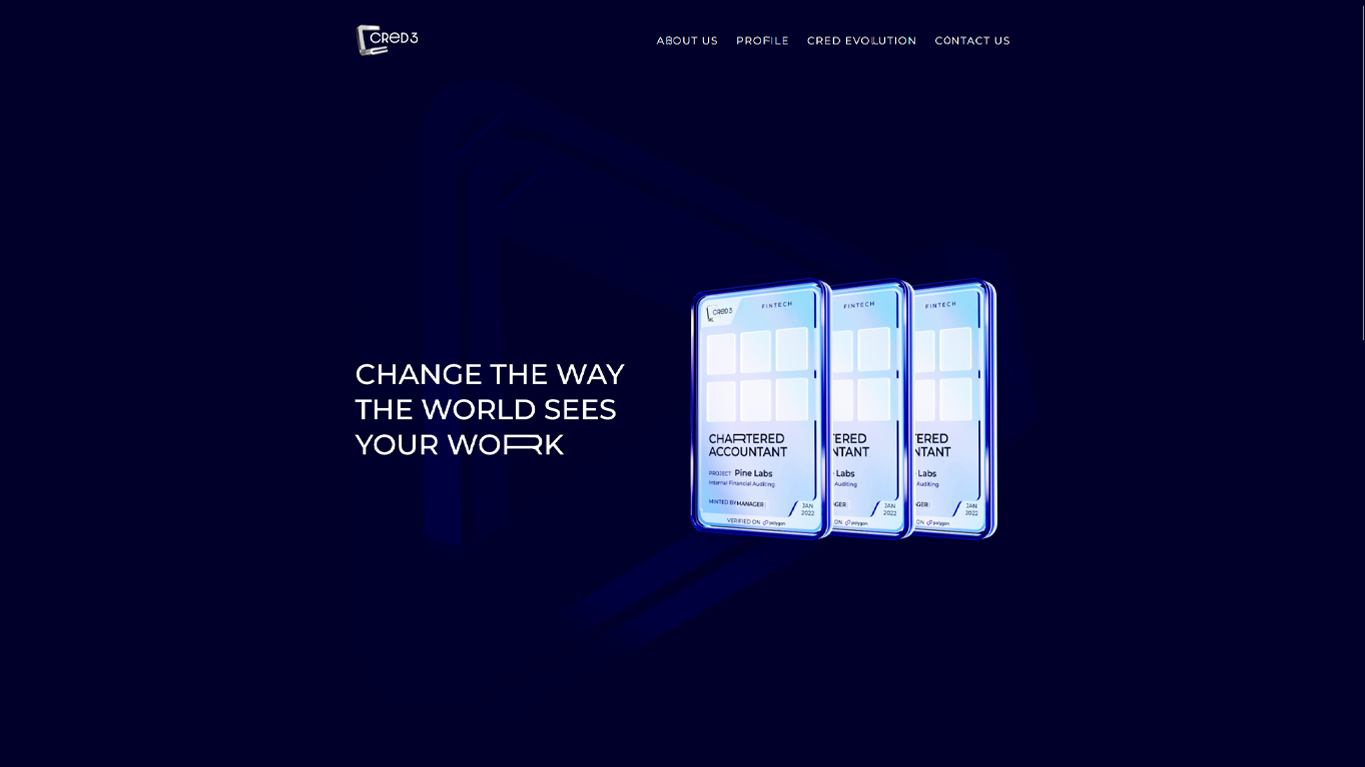 CRED3
ABOUT US PROFILE CRED EVOLUTION CONTACT US
CHANGE THE WAY
THE WORLD SEES
YOUR WORK
CRED3 FINTECH
CHARTERED
ACCOUNTANT
PROJECT: Pine Labs
Internal Financial Auditing
MINTED BY MANAGER
JAN
2022
VERIFIED ON polygon
FINTECH
TERED
NTANT
Labs
Auditing
AGER
JAN
2022
ON polygon
FINTECH
TERED
NTANT
Labs
Auditing
AGER
JAN
2022
ON polygon